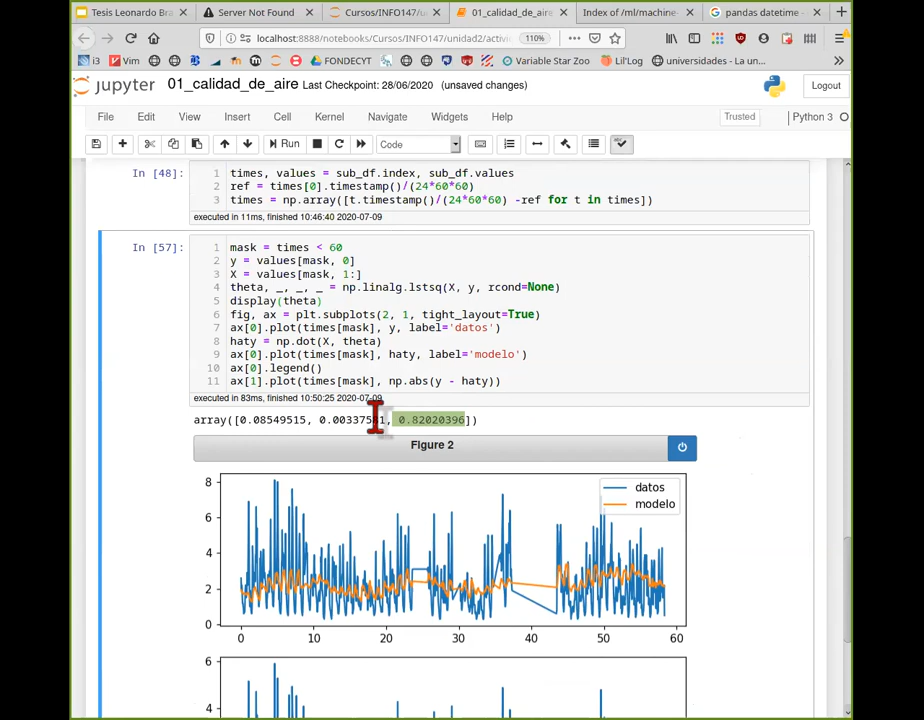 Tesis Leonardo Bra
Server Not Found
Cursos/INFO147/u
01_calidad_de_aire
Index of /ml/machine-
pandas datetime -
localhost:8888/notebooks/Cursos/INFO147/unidad2/activi
110%
i3
Vim
FONDECYT
Variable Star Zoo
Lil'Log
universidades - La un...
jupyter 01_calidad_de_aire Last Checkpoint: 28/06/2020 (unsaved changes)
Logout
File Edit View Insert Cell Kernel Navigate Widgets Help
Trusted
Python 3
Run
Code
In [48]
1 times, values = sub_df.index, sub_df.values
2 ref = times[0].timestamp()/(24*60*60)
3 times = np.array([t.timestamp()/(24*60*60) -ref for t in times])
executed in 11ms, finished 10:46:40 2020-07-09
In [57]
1 mask = times < 60
2 y = values[mask, 0]
3 X = values[mask, 1:]
4 theta, _, _, _ = np.linalg.lstsq(X, y, rcond=None)
5 display(theta)
6 fig, ax = plt.subplots(2, 1, tight_layout=True)
7 ax[0].plot(times[mask], y, label='datos')
8 haty = np.dot(X, theta)
9 ax[0].plot(times[mask], haty, label='modelo')
10 ax[0].legend()
11 ax[1].plot(times[mask], np.abs(y - haty))
executed in 83ms, finished 10:50:25 2020-07-09
array([0.08549515, 0.00337581, 0.82020396])
Figure 2
8
6
4
2
0
datos
modelo
0 10 20 30 40 50 60
6
4